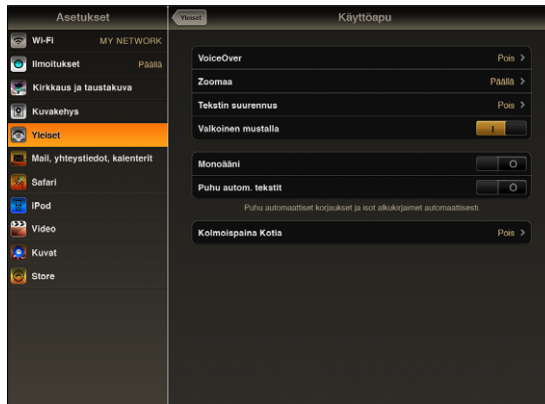 Asetukset
Wi-Fi MY NETWORK
Ilmoitukset Päällä
Kirkkaus ja taustakuva
Kuvakehys
Yleiset
Mail, yhteystiedot, kalenterit
Safari
iPod
Video
Kuvat
Store
Yleiset Käyttöapu
VoiceOver Pois
Zoomaa Päällä
Tekstin suurennus Pois
Valkoinen mustalla I
Monoääni O
Puhu autom. tekstit O
Puhu automaattiset korjaukset ja isot alkukirjaimet automaattisesti.
Kolmoispaina Kotia Pois